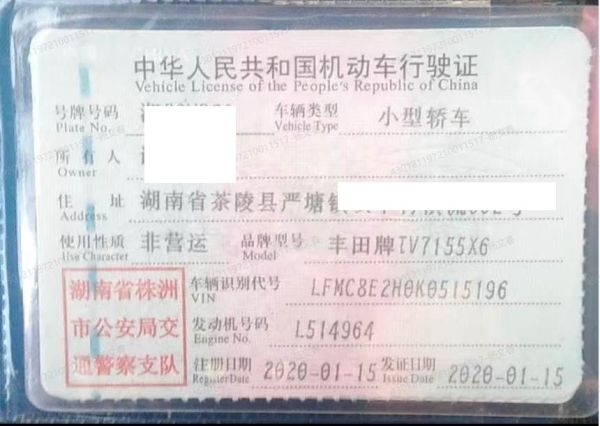 中华人民共和国机动车行驶证
Vehicle License of the People's Republic of China
号牌号码 车辆类型 小型轿车
Plate No. Vehicle Type
所有人
Owner
住址 湖南省茶陵县严塘镇
Address
使用性质 非营运 品牌型号 丰田牌TV7155X6
Use Character Model
湖南省株洲
市公安局交
通警察支队
车辆识别代号 LFMC8E2H0K0515196
VIN
发动机号码 L514964
Engine No.
注册日期 2020-01-15 发证日期 2020-01-15
Register Date Issue Date